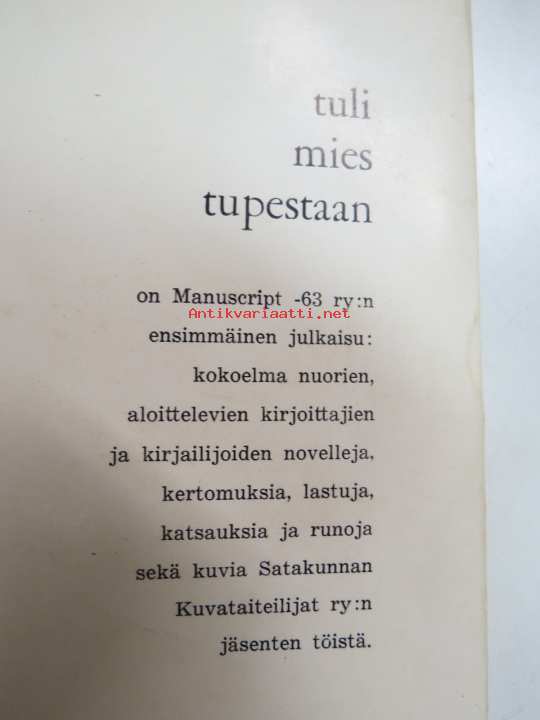 tuli
mies
tupestaan
on Manuscript -63 ry:n
Antikvariaatti.net
ensimmäinen julkaisu:
kokoelma nuorien,
aloittelevien kirjoittajien
ja kirjailijoiden novelleja,
kertomuksia, lastuja,
katsauksia ja runoja
sekä kuvia Satakunnan
Kuvataiteilijat ry:n
jäsenten töistä.